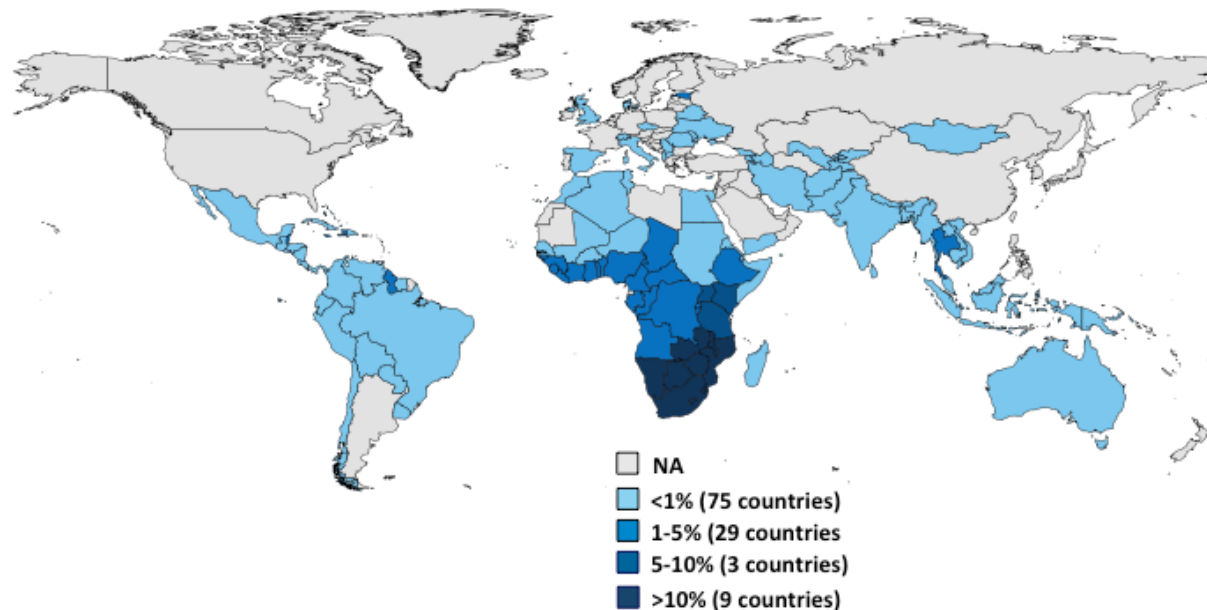 NA
<1% (75 countries)
1-5% (29 countries
5-10% (3 countries)
>10% (9 countries)